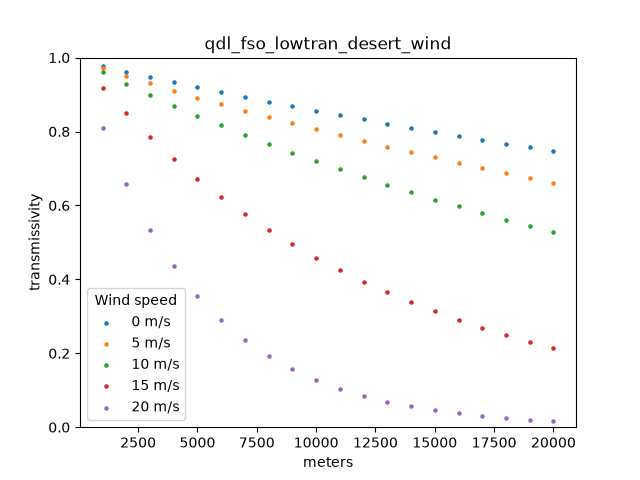 qdl_fso_lowtran_desert_wind
transmissivity
1.0
0.8
0.6
0.4
0.2
0.0
Wind speed
0 m/s
5 m/s
10 m/s
15 m/s
20 m/s
2500 5000 7500 10000 12500 15000 17500 20000
meters